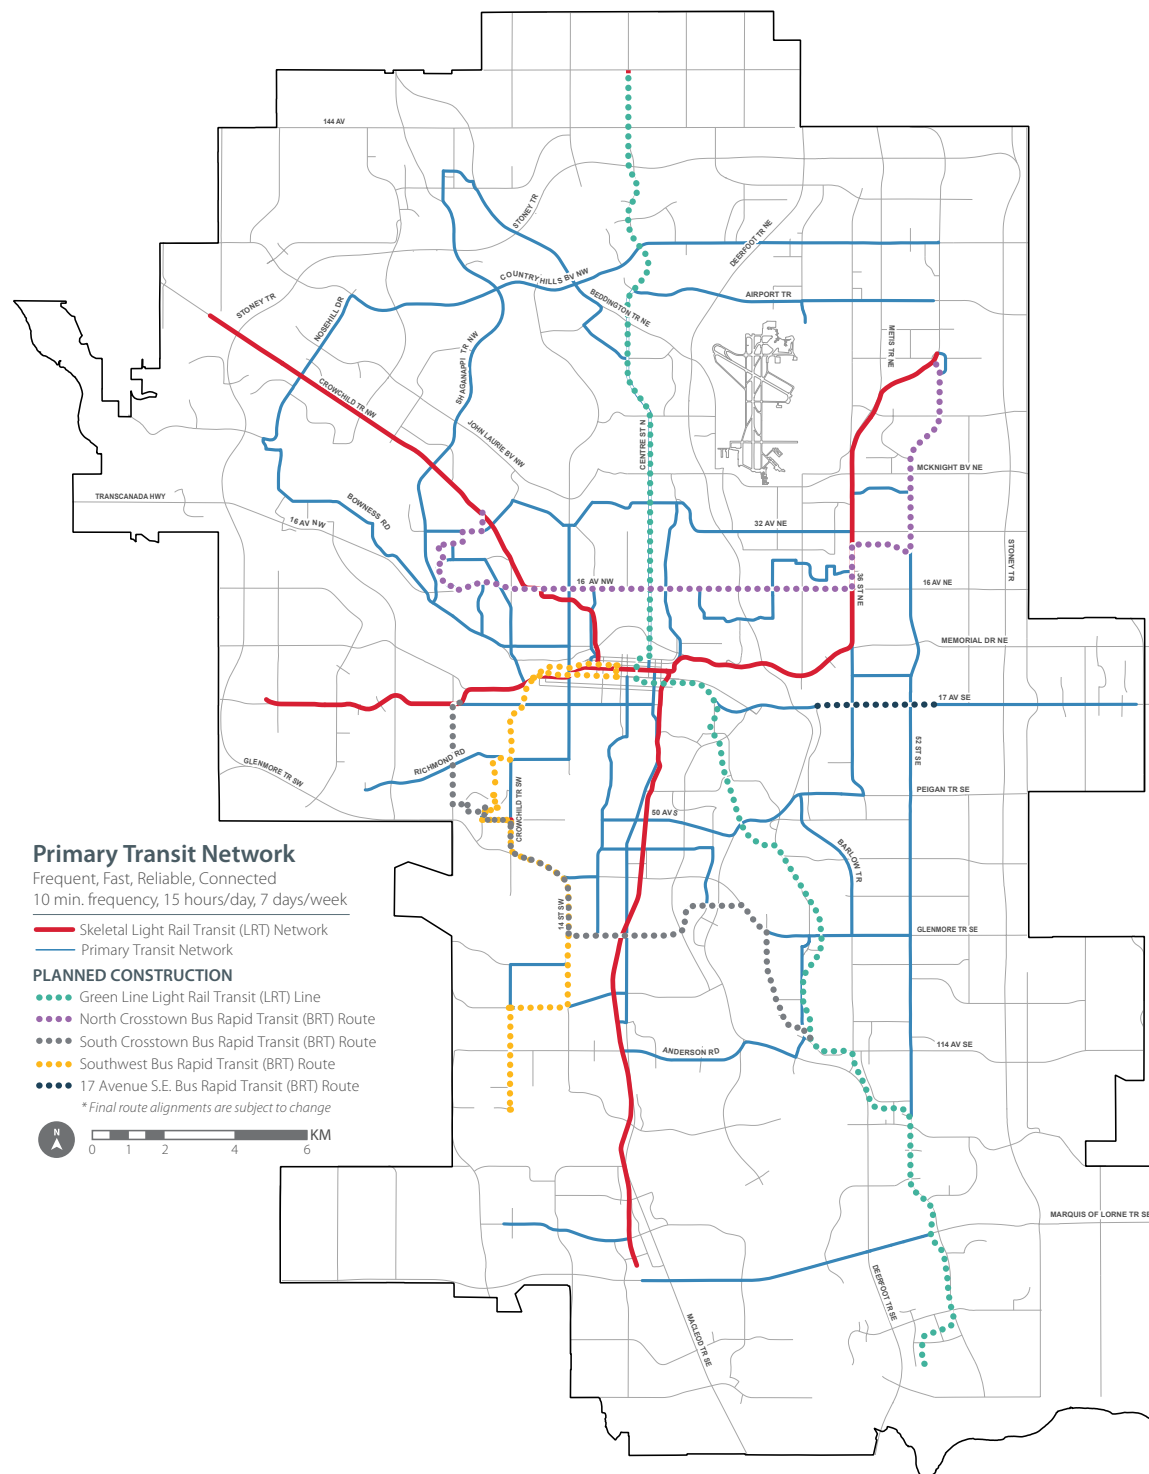 144 AV
STONEY TR
DEERFOOT TR NE
COUNTRY HILLS BV NW
BEDDINGTON TR NE
AIRPORT TR
STONEY TR
NOSEHILL DR
METIS TR NE
SHAGANAPPI TR NW
CROWCHILD TR NW
JOHN LAURIE BV NW
CENTRE ST N
MCKNIGHT BV NE
TRANSCANADA HWY
BOWNESS RD
16 AV NW
32 AV NE
STONEY TR
16 AV NW
36 ST NE
16 AV NE
MEMORIAL DR NE
17 AV SE
RICHMOND RD
GLENMORE TR SW
52 ST SE
CROWCHILD TR SW
PEIGAN TR SE
50 AV S
BARLOW TR
14 ST SW
GLENMORE TR SE
ANDERSON RD
114 AV SE
MARQUIS OF LORNE TR SE
DEERFOOT TR SE
MACLEOD TR SE
Primary Transit Network
Frequent, Fast, Reliable, Connected
10 min. frequency, 15 hours/day, 7 days/week
Skeletal Light Rail Transit (LRT) Network
Primary Transit Network
PLANNED CONSTRUCTION
Green Line Light Rail Transit (LRT) Line
North Crosstown Bus Rapid Transit (BRT) Route
South Crosstown Bus Rapid Transit (BRT) Route
Southwest Bus Rapid Transit (BRT) Route
17 Avenue S.E. Bus Rapid Transit (BRT) Route
* Final route alignments are subject to change
N
KM
0 1 2 4 6